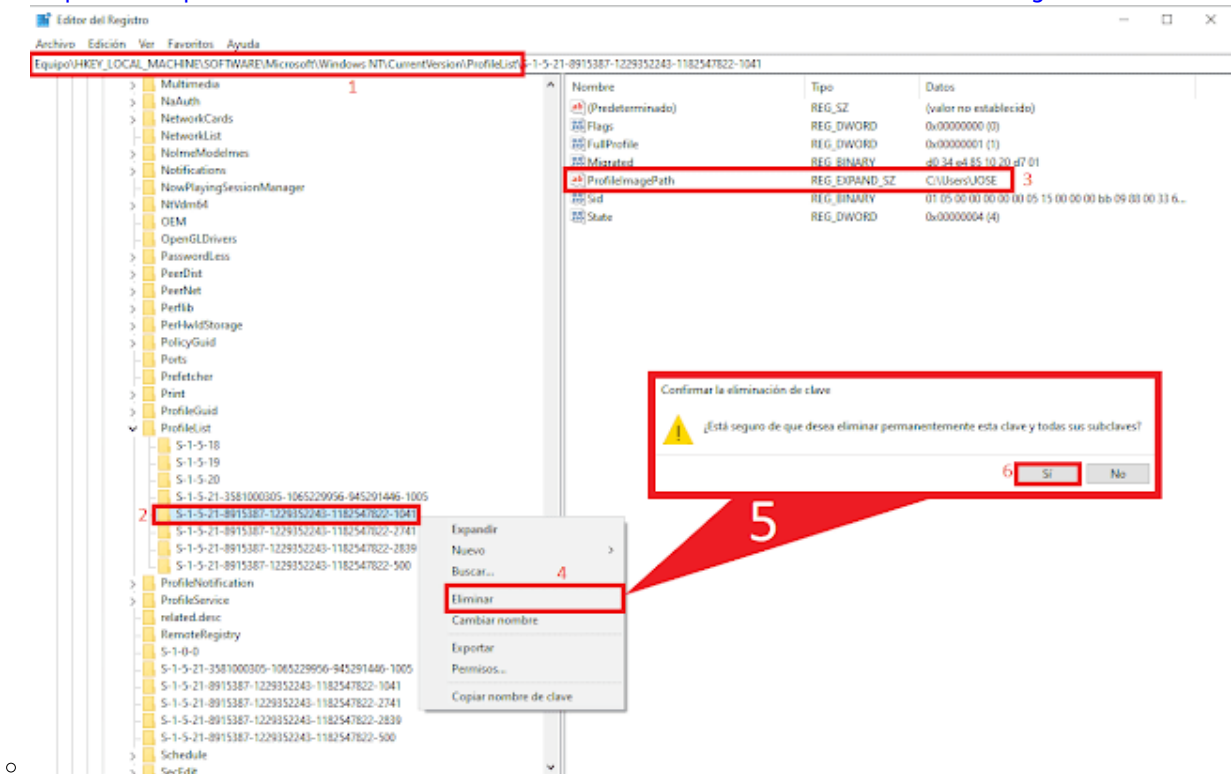 Editor del Registro
Archivo Edición Ver Favoritos Ayuda
Equipo\HKEY_LOCAL_MACHINE\SOFTWARE\Microsoft\Windows NT\CurrentVersion\ProfileList\S-1-5-21-8915387-1229352243-1182547822-1041
1
Multimedia
NaAuth
NetworkCards
NetworkList
NoImeModeImes
Notifications
NowPlayingSessionManager
NtVdm64
OEM
OpenGLDrivers
PasswordLess
PeerDist
PeerNet
Perflib
PerHwIdStorage
PolicyGuid
Ports
Prefetcher
Print
ProfileGuid
ProfileList
S-1-5-18
S-1-5-19
S-1-5-20
S-1-5-21-3581000305-1065229956-945291446-1005
2 S-1-5-21-8915387-1229352243-1182547822-1041
S-1-5-21-8915387-1229352243-1182547822-2741
S-1-5-21-8915387-1229352243-1182547822-2839
S-1-5-21-8915387-1229352243-1182547822-500
ProfileNotification
ProfileService
related.desc
RemoteRegistry
S-1-0-0
S-1-5-21-3581000305-1065229956-945291446-1005
S-1-5-21-8915387-1229352243-1182547822-1041
S-1-5-21-8915387-1229352243-1182547822-2741
S-1-5-21-8915387-1229352243-1182547822-2839
S-1-5-21-8915387-1229352243-1182547822-500
Schedule
SecEdit
Nombre Tipo Datos
(Predeterminado) REG_SZ (valor no establecido)
Flags REG_DWORD 0x00000000 (0)
FullProfile REG_DWORD 0x00000001 (1)
Migrated REG_BINARY d0 34 e4 85 10 20 d7 01
ProfileImagePath REG_EXPAND_SZ C:\Users\JOSE 3
Sid REG_BINARY 01 05 00 00 00 00 00 05 15 00 00 00 bb 09 88 00 33 6...
State REG_DWORD 0x00000004 (4)
Expandir
Nuevo
Buscar...
4
Eliminar
Cambiar nombre
Exportar
Permisos...
Copiar nombre de clave
Confirmar la eliminación de clave
¿Está seguro de que desea eliminar permanentemente esta clave y todas sus subclaves?
6 Sí No
5